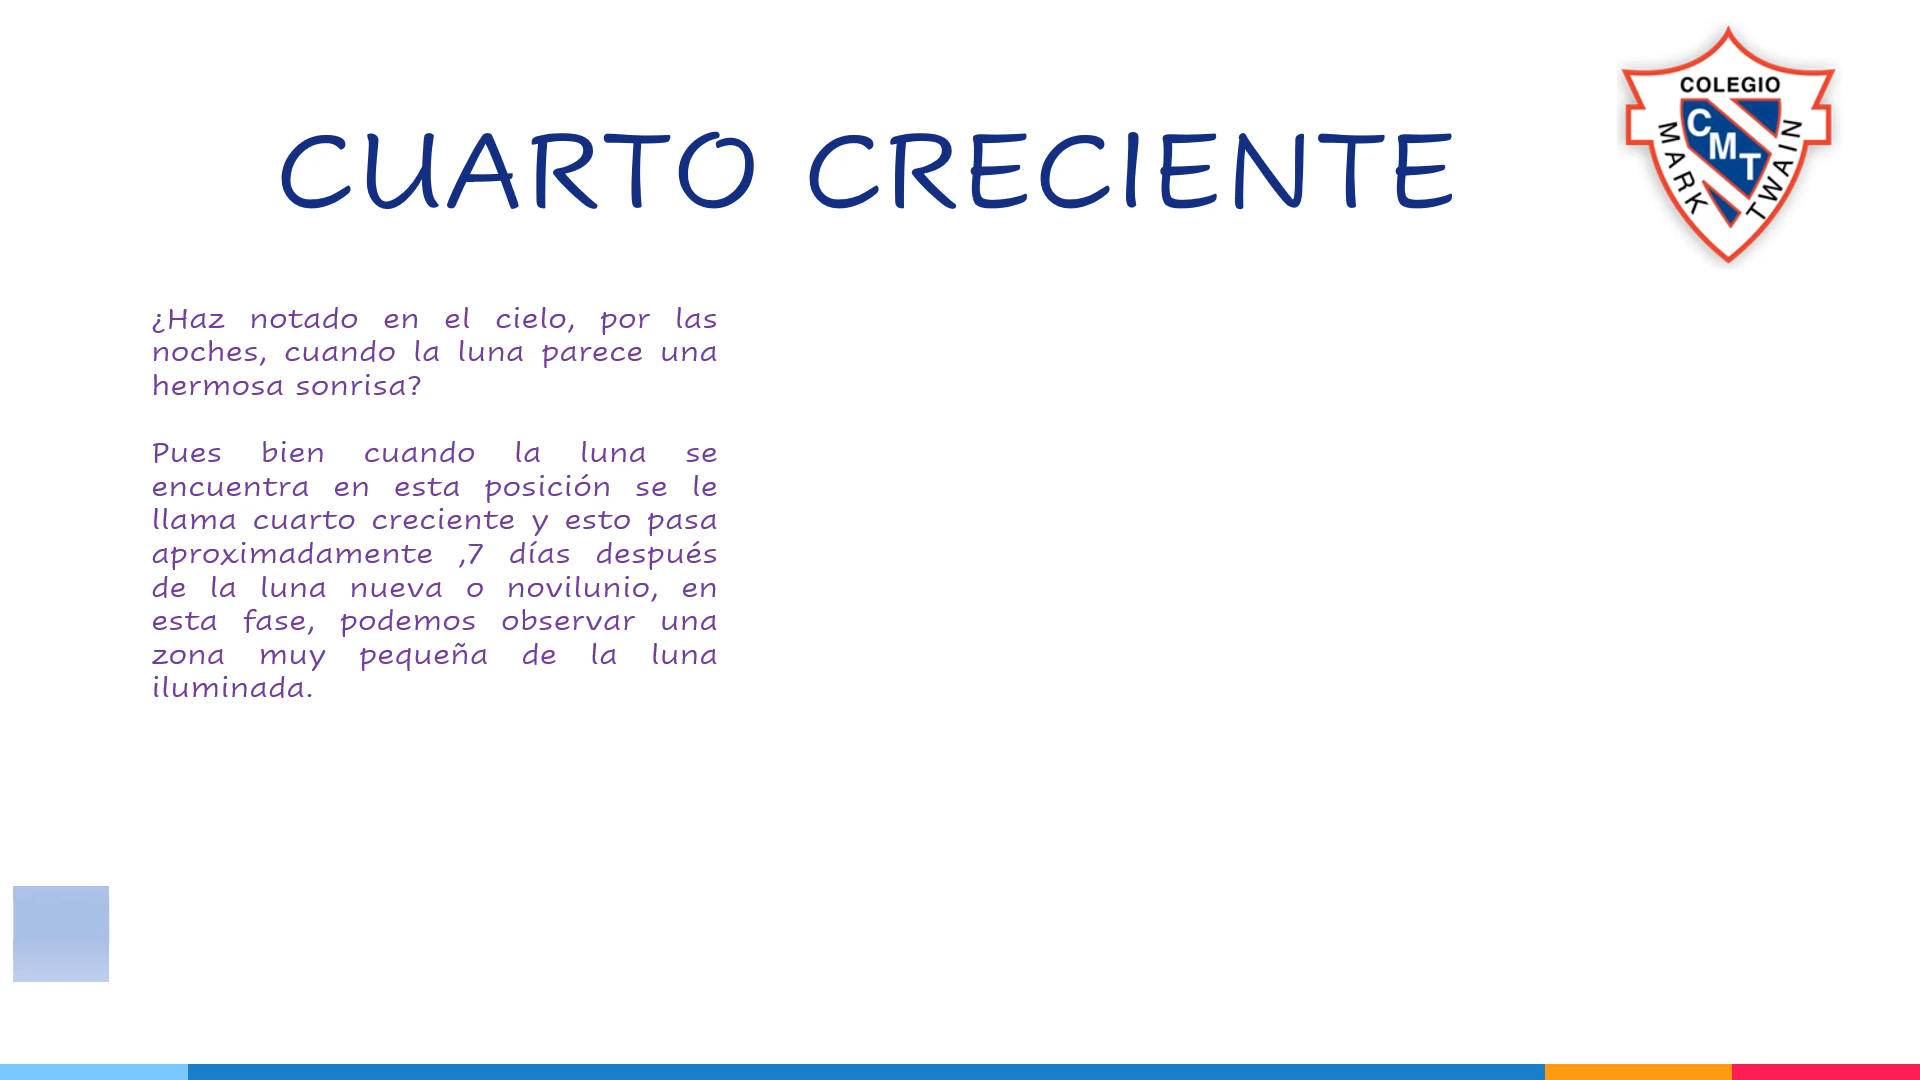 COLEGIO
CMT
MARK TWAIN
CUARTO CRECIENTE
¿Haz notado en el cielo, por las
noches, cuando la luna parece una
hermosa sonrisa?
Pues bien cuando la luna se
encuentra en esta posición se le
llama cuarto creciente y esto pasa
aproximadamente ,7 días después
de la luna nueva o novilunio, en
esta fase, podemos observar una
zona muy pequeña de la luna
iluminada.